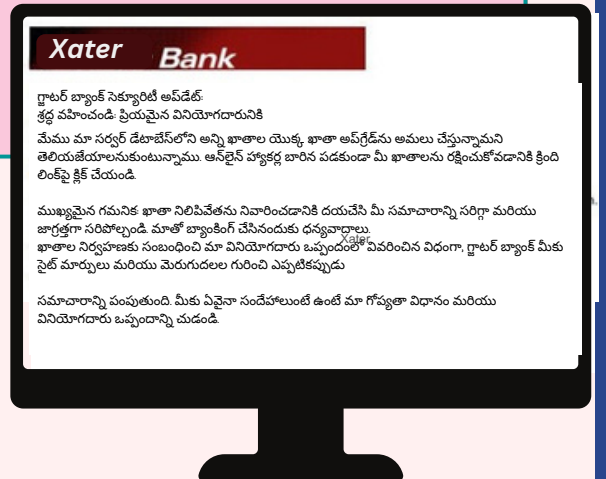 Xater Bank
గ్జాటర్ బ్యాంక్ సెక్యూరిటీ అప్‌డేట్:
శ్రద్ధ వహించండి: ప్రియమైన వినియోగదారునికి
మేము మా సర్వర్ డేటాబేస్‌లోని అన్ని ఖాతాల యొక్క ఖాతా అప్‌గ్రేడ్‌ను అమలు చేస్తున్నామని
తెలియజేయాలనుకుంటున్నాము. ఆన్‌లైన్ హ్యాకర్ల బారిన పడకుండా మీ ఖాతాలను రక్షించుకోవడానికి క్రింది
లింక్‌పై క్లిక్ చేయండి.
ముఖ్యమైన గమనిక: ఖాతా నిలిపివేతను నివారించడానికి దయచేసి మీ సమాచారాన్ని సరిగ్గా మరియు
జాగ్రత్తగా సరిపోల్చండి. మాతో బ్యాంకింగ్ చేసినందుకు ధన్యవాదాలు.
Xater
ఖాతాల నిర్వహణకు సంబంధించి మా వినియోగదారు ఒప్పందంలో వివరించిన విధంగా, గ్జాటర్ బ్యాంక్ మీకు
సైట్ మార్పులు మరియు మెరుగుదలల గురించి ఎప్పటికప్పుడు
సమాచారాన్ని పంపుతుంది. మీకు ఏవైనా సందేహాలుంటే ఉంటే మా గోప్యతా విధానం మరియు
వినియోగదారు ఒప్పందాన్ని చుడండి.